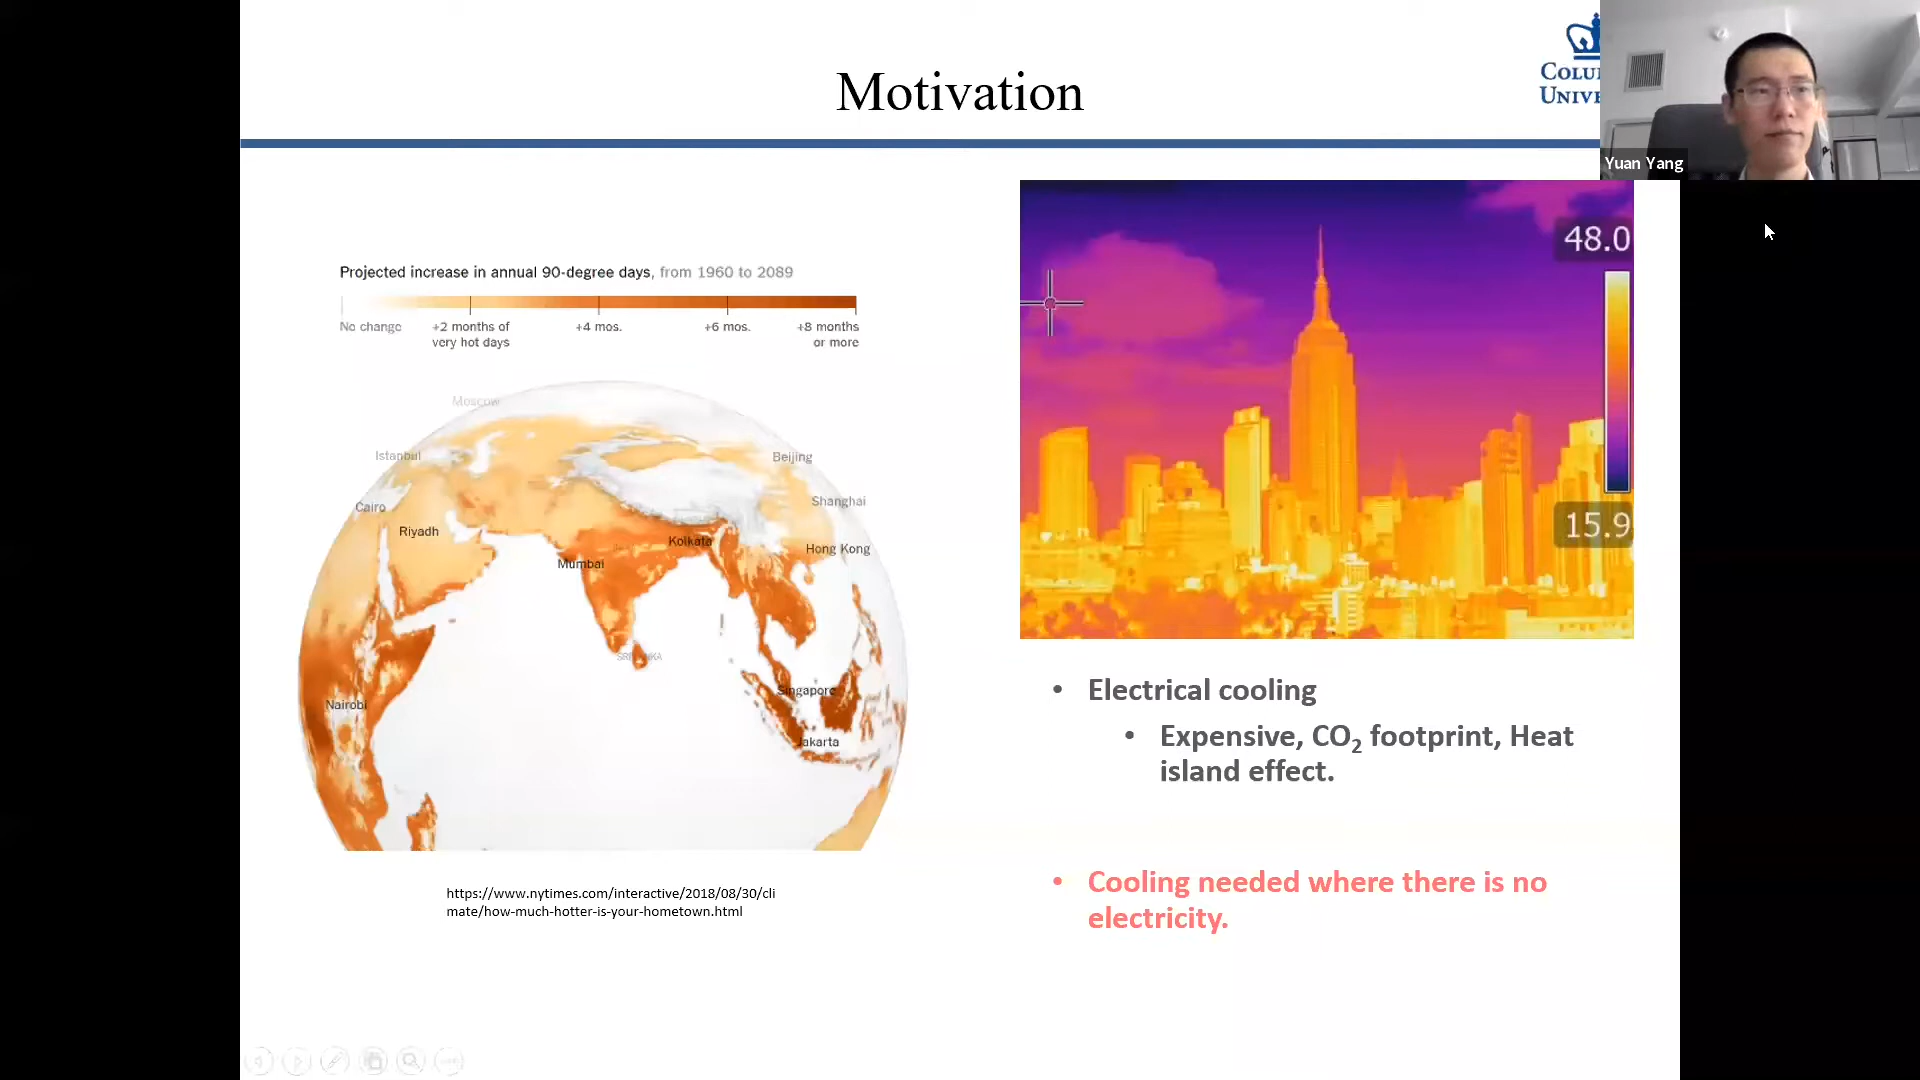 Motivation
COLU
UNIVE
Yuan Yang
Projected increase in annual 90-degree days, from 1960 to 2089
No change
+2 months of
very hot days
+4 mos.
+6 mos.
+8 months
or more
Moscow
Istanbul
Beijing
Cairo
Shanghai
Riyadh
Kolkata
Hong Kong
Mumbai
Singapore
Nairobi
Jakarta
https://www.nytimes.com/interactive/2018/08/30/cli
mate/how-much-hotter-is-your-hometown.html
48.0
15.9
• Electrical cooling
• Expensive, CO₂ footprint, Heat
island effect.
• Cooling needed where there is no
electricity.